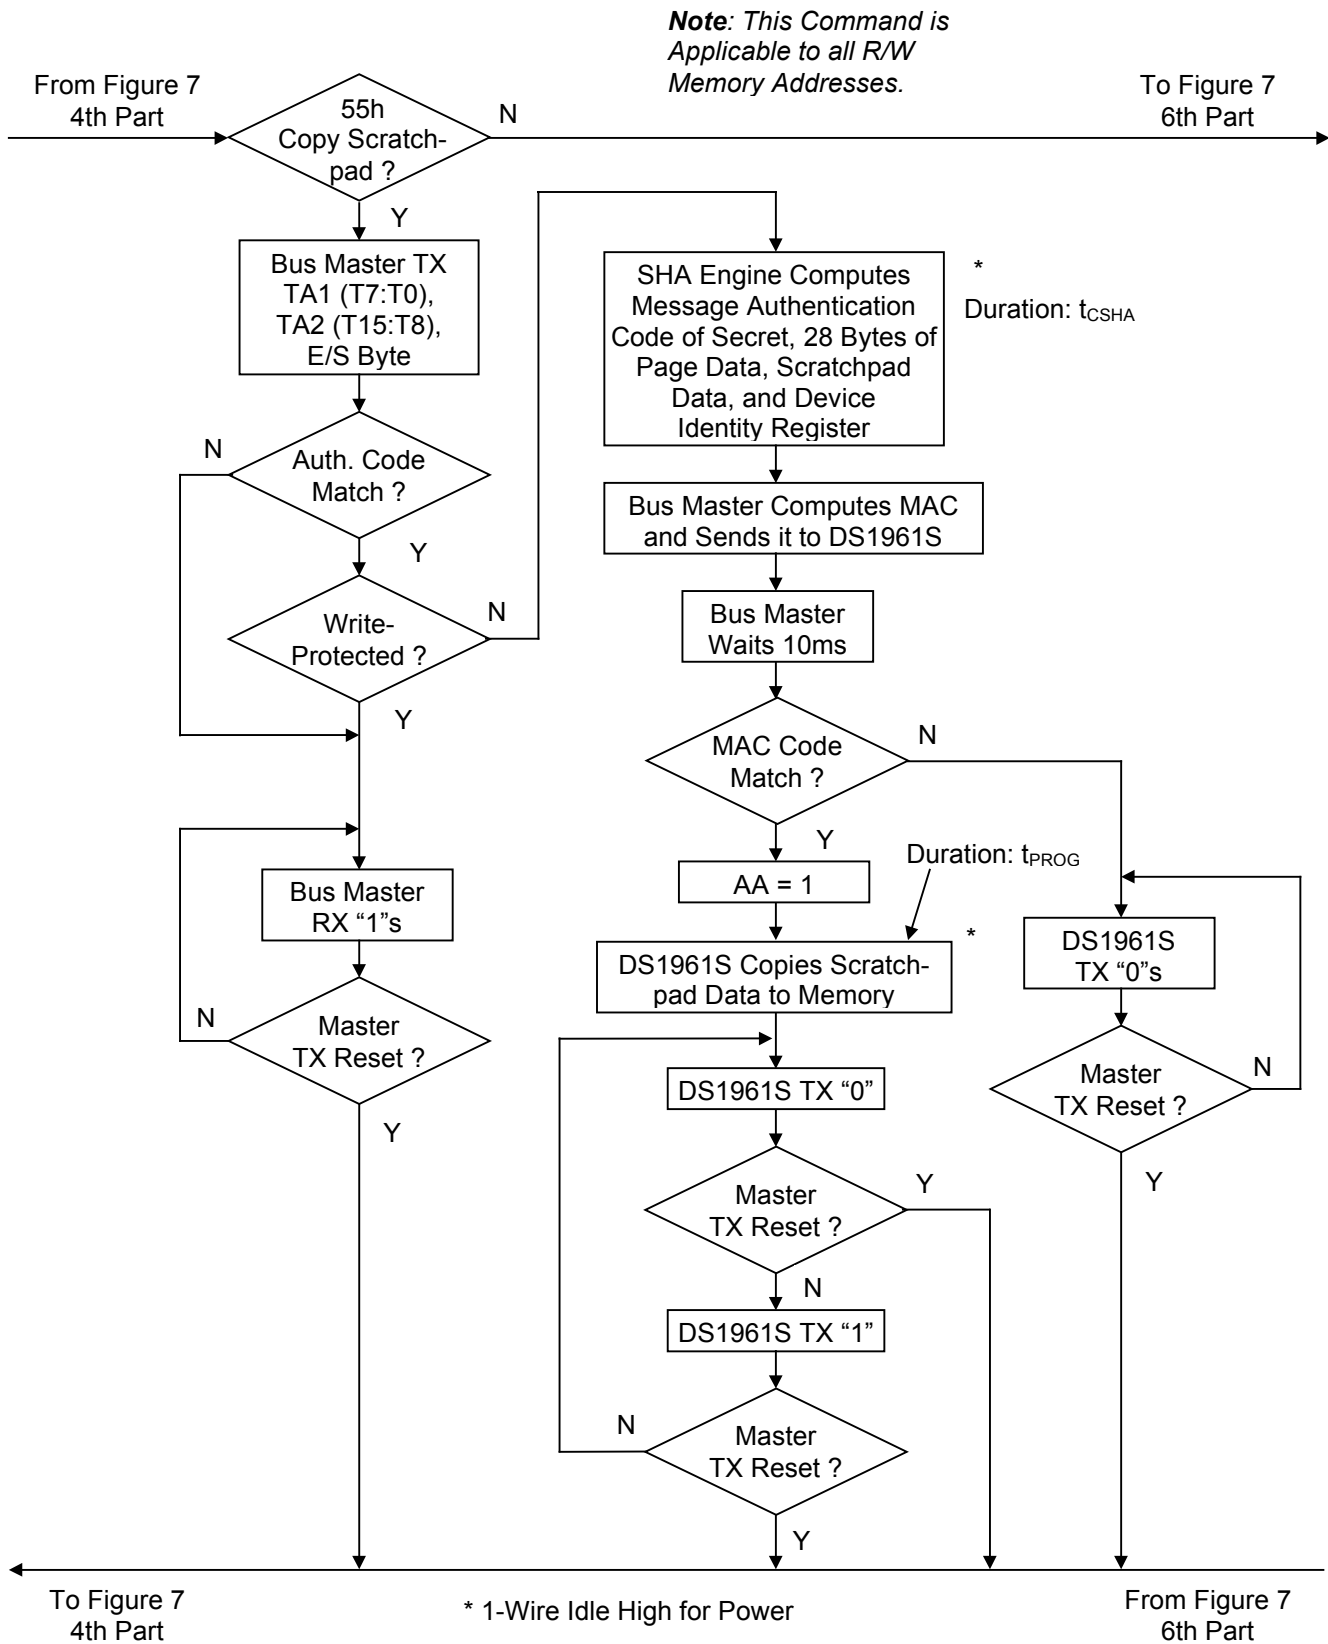 Note: This Command is
Applicable to all R/W
Memory Addresses.
From Figure 7
4th Part
55h
Copy Scratch-
pad ?
N
To Figure 7
6th Part
Y
Bus Master TX
TA1 (T7:T0),
TA2 (T15:T8),
E/S Byte
N
Auth. Code
Match ?
Y
Write-
Protected ?
N
Y
Bus Master
RX “1”s
N
Master
TX Reset ?
Y
SHA Engine Computes
Message Authentication
Code of Secret, 28 Bytes of
Page Data, Scratchpad
Data, and Device
Identity Register
*
Duration: tCSHA
Bus Master Computes MAC
and Sends it to DS1961S
Bus Master
Waits 10ms
MAC Code
Match ?
N
Y
AA = 1
Duration: tPROG
*
DS1961S Copies Scratch-
pad Data to Memory
DS1961S TX “0”
Master
TX Reset ?
Y
N
DS1961S TX “1”
N
Master
TX Reset ?
Y
DS1961S
TX “0”s
Master
TX Reset ?
N
Y
To Figure 7
4th Part
* 1-Wire Idle High for Power
From Figure 7
6th Part